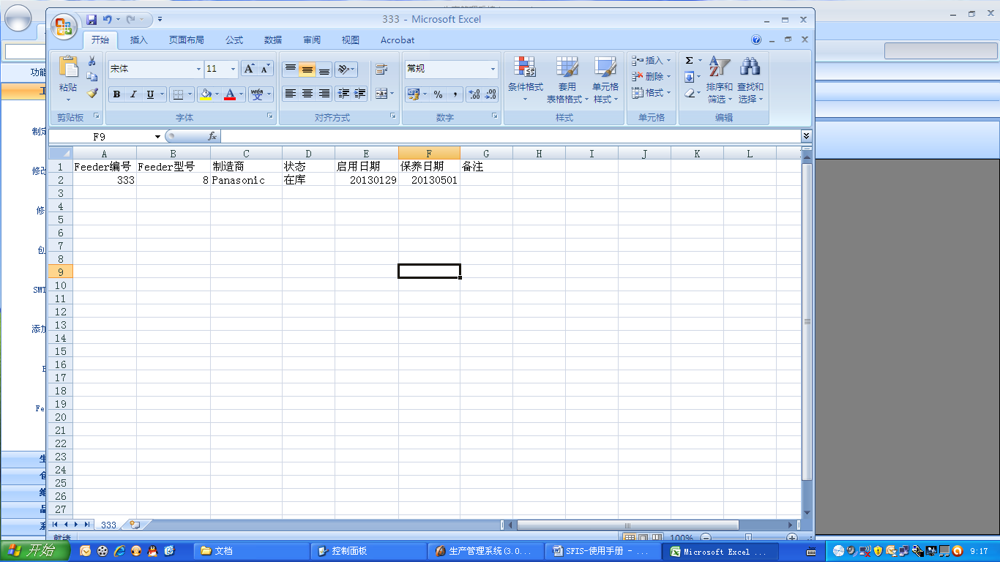 333 - Microsoft Excel
开始 插入 页面布局 公式 数据 审阅 视图 Acrobat
粘贴 宋体 11 常规 条件格式 套用 表格格式 单元格 样式 插入 删除 格式 排序和 筛选 查找和 选择
B I U wén A % Σ
剪贴板 字体 对齐方式 数字 样式 单元格 编辑
F9 fx
A B C D E F G H I J K L
1 Feeder编号 Feeder型号 制造商 状态 启用日期 保养日期 备注
2 333 8 Panasonic 在库 20130129 20130501
3
4
5
6
7
8
9
10
11
12
13
14
15
16
17
18
19
20
21
22
23
24
25
26
27
功能
制定
修改
修
创
SMT
添加
Fe
333
就绪 100%
开始 文档 控制面板 生产管理系统(3.0... SFIS-使用手册 - ... Microsoft Excel ... 9:17